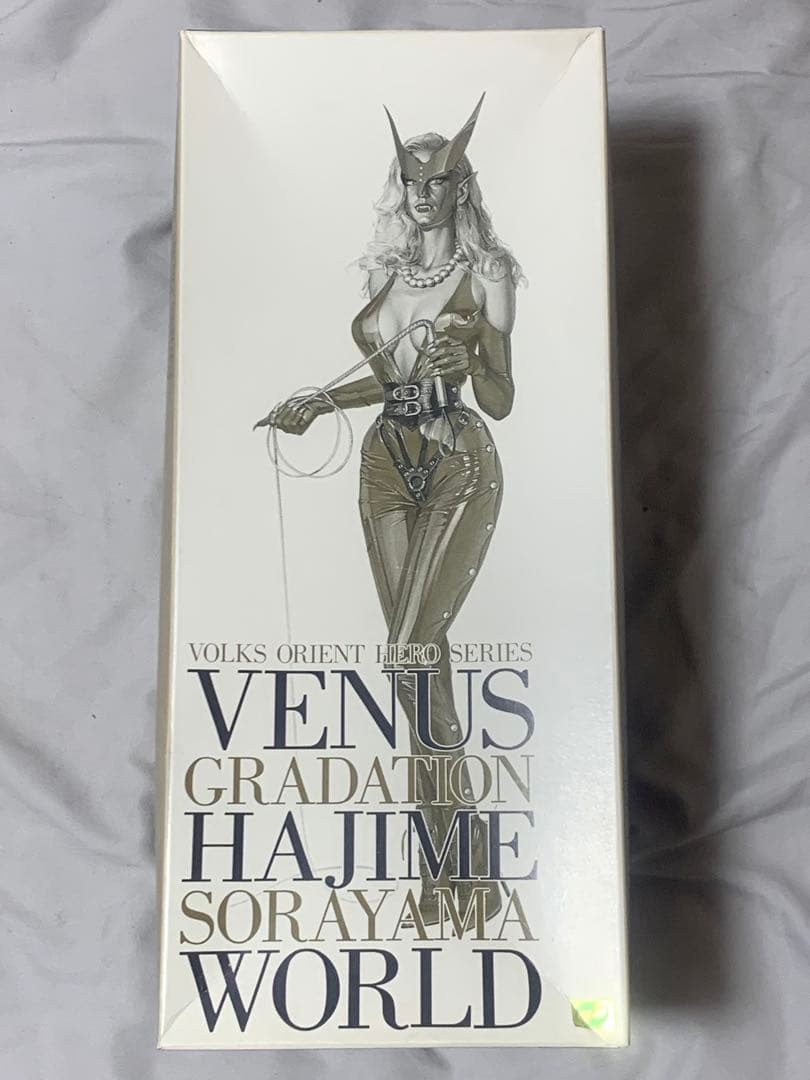 VOLKS ORIENT HERO SERIES
VENUS
GRADATION
HAJIME
SORAYAMA
WORLD